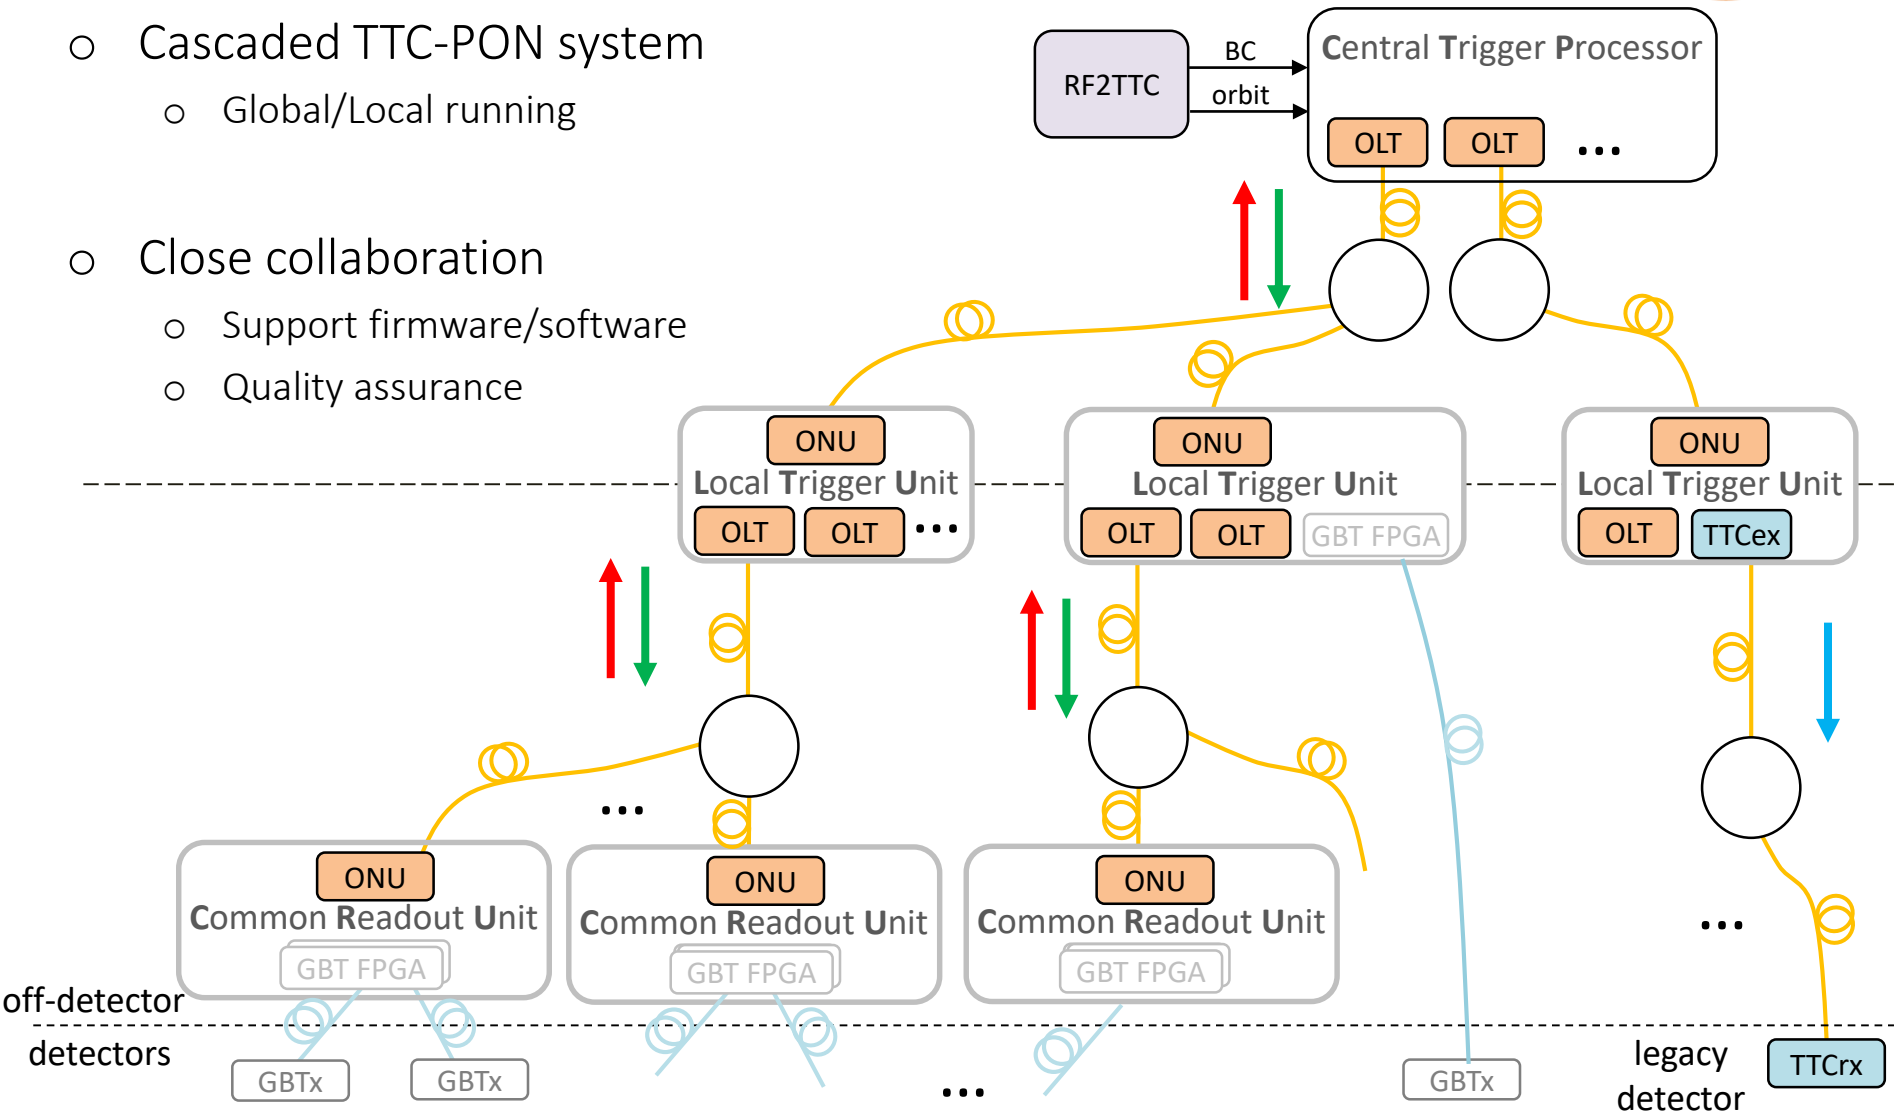 o Cascaded TTC-PON system
o Global/Local running
o Close collaboration
o Support firmware/software
o Quality assurance
RF2TTC
BC
orbit
Central Trigger Processor
OLT
OLT
...
ONU
Local Trigger Unit
OLT
OLT
...
ONU
Local Trigger Unit
OLT
OLT
GBT FPGA
ONU
Local Trigger Unit
OLT
TTCex
...
ONU
Common Readout Unit
GBT FPGA
ONU
Common Readout Unit
GBT FPGA
ONU
Common Readout Unit
GBT FPGA
...
off-detector
detectors
GBTx
GBTx
...
GBTx
legacy
detector
TTCrx